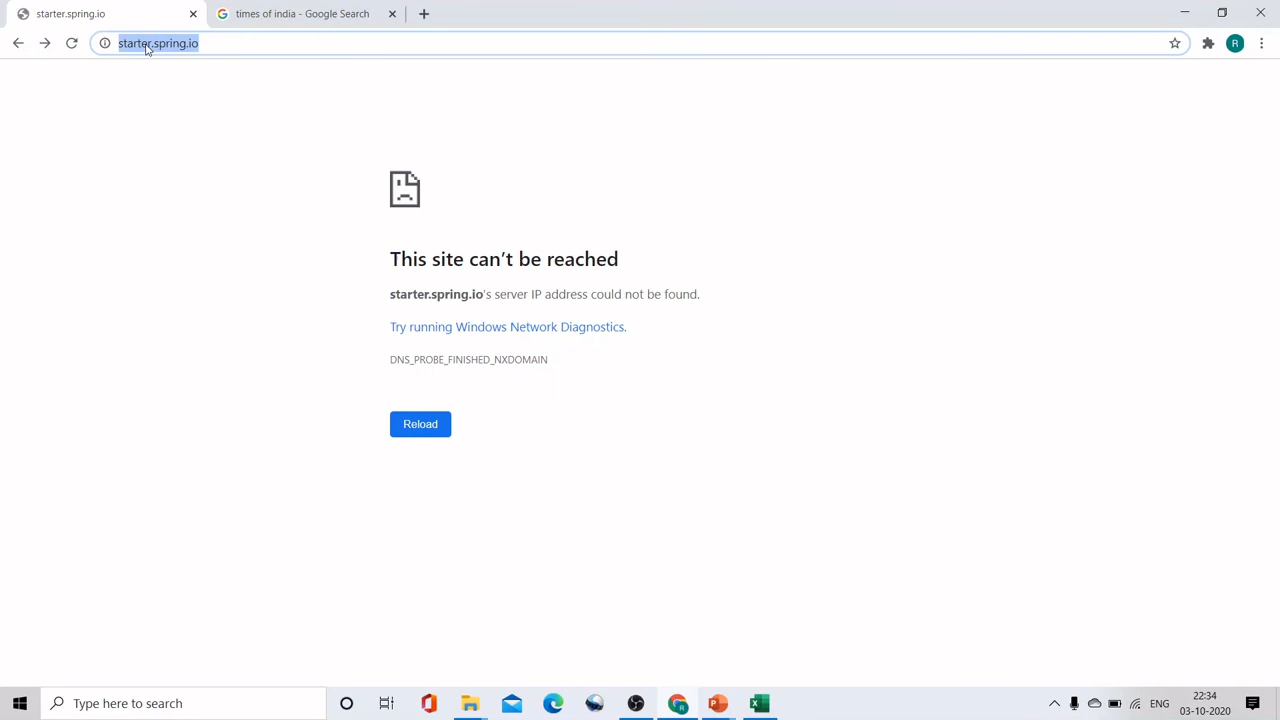 starter.spring.io
times of india - Google Search
starter.spring.io
R
This site can't be reached
starter.spring.io's server IP address could not be found.
Try running Windows Network Diagnostics.
DNS_PROBE_FINISHED_NXDOMAIN
Reload
Type here to search
ENG
22:34
03-10-2020